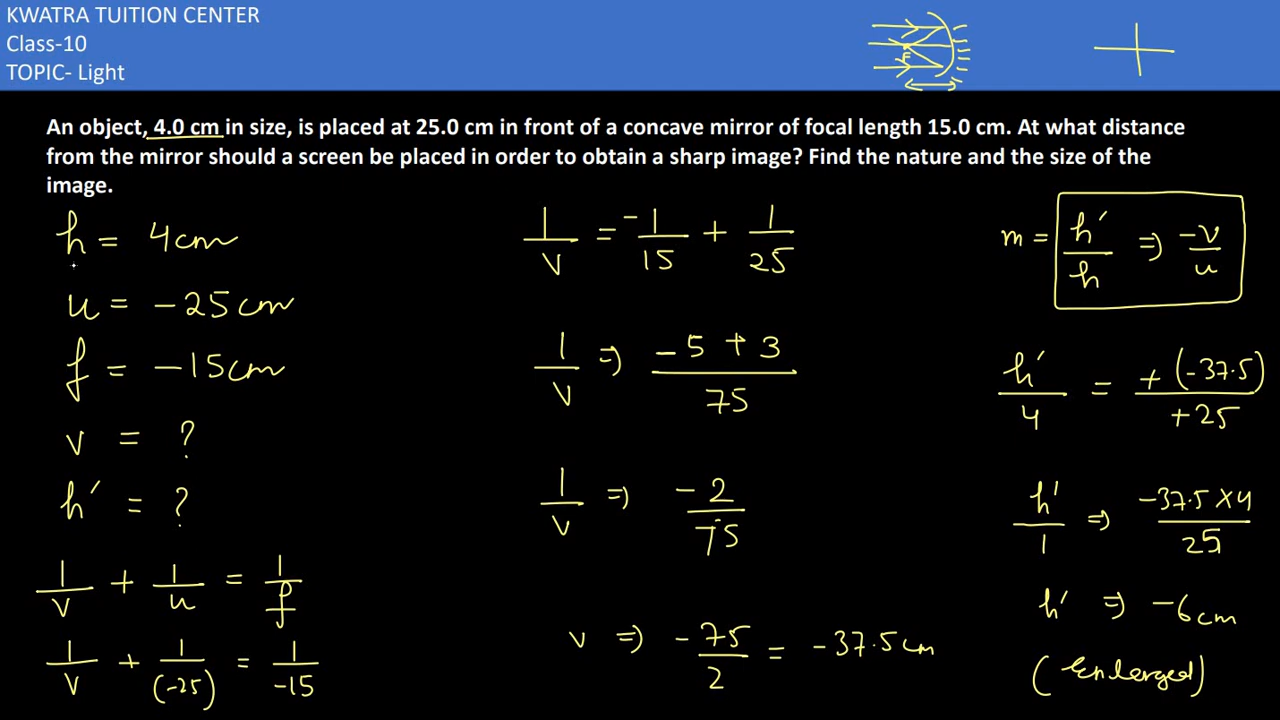 KWATRA TUITION CENTER
Class-10
TOPIC- Light
F
An object, 4.0 cm in size, is placed at 25.0 cm in front of a concave mirror of focal length 15.0 cm. At what distance
from the mirror should a screen be placed in order to obtain a sharp image? Find the nature and the size of the
image.
h = 4cm
u = -25cm
f = -15cm
v = ?
h' = ?
1/v + 1/u = 1/f
1/v + 1/(-25) = 1/-15
1/v = -1/15 + 1/25
1/v ⇒ -5 + 3/75
1/v ⇒ -2/75
v ⇒ -75/2 = -37.5cm
m = h'/h ⇒ -v/u
h'/4 = +(-37.5)/+25
h'/1 ⇒ -37.5×4/25
h' ⇒ -6cm
(Enlarged)